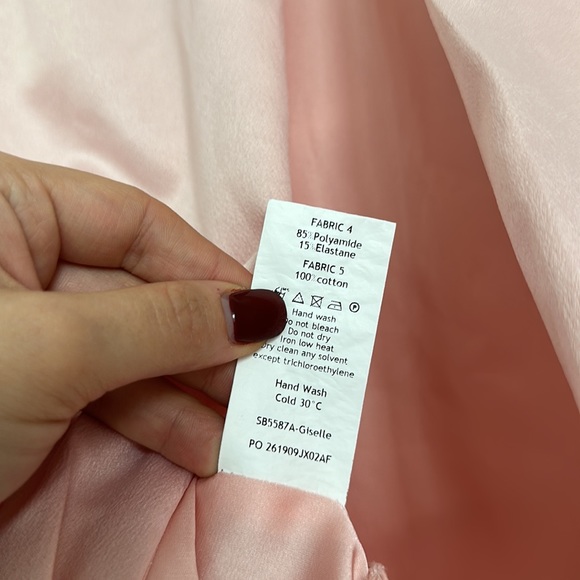 FABRIC 4
85% Polyamide
15% Elastane
FABRIC 5
100% cotton
Hand wash
Do not bleach
Do not dry
Iron low heat
Dry clean any solvent
except trichloroethylene
Hand Wash
Cold 30°C
SB5587A-Giselle
PO 261909JX02AF